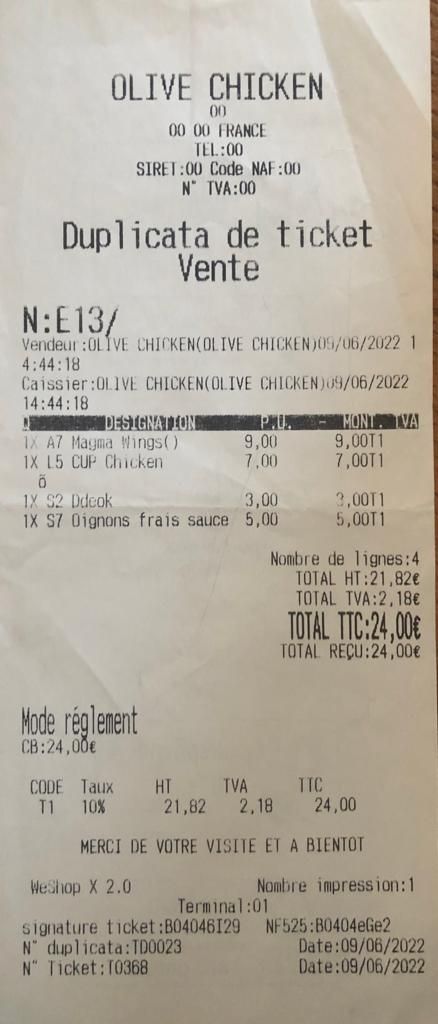 OLIVE CHICKEN
00
00 00 FRANCE
TEL:00
SIRET:00 Code NAF:00
N° TVA:00
Duplicata de ticket
Vente
N:E13/
Vendeur:OLIVE CHICKEN(OLIVE CHICKEN)09/06/2022 1
4:44:18
Caissier:OLIVE CHICKEN(OLIVE CHICKEN)09/06/2022
14:44:18
Q DESIGNATION P.U. - MONT. TVA
1X A7 Magma Wings() 9,00 9,00T1
1X L5 CUP Chicken 7,00 7,00T1
õ
1X S2 Ddeok 3,00 3,00T1
1X S7 Oignons frais sauce 5,00 5,00T1
Nombre de lignes:4
TOTAL HT:21,82€
TOTAL TVA:2,18€
TOTAL TTC:24,00€
TOTAL REÇU:24,00€
Mode réglement
CB:24,00€
CODE Taux HT TVA TTC
T1 10% 21,82 2,18 24,00
MERCI DE VOTRE VISITE ET A BIENTOT
WeShop X 2.0 Nombre impression:1
Terminal:01
signature ticket:B04046I29 NF525:B0404eGe2
N° duplicata:TD0023 Date:09/06/2022
N° Ticket:T0368 Date:09/06/2022